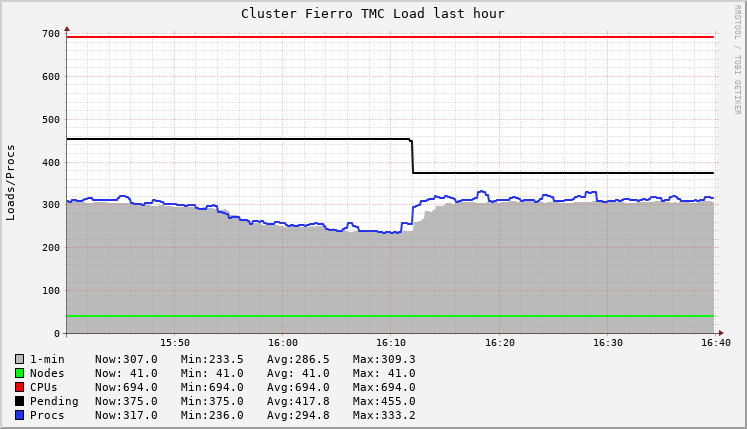 Cluster Fierro TMC Load last hour
RRDTOOL / TOBI OETIKER
Loads/Procs
700
600
500
400
300
200
100
0
15:50 16:00 16:10 16:20 16:30 16:40
1-min Now:307.0 Min:233.5 Avg:286.5 Max:309.3
Nodes Now: 41.0 Min: 41.0 Avg: 41.0 Max: 41.0
CPUs Now:694.0 Min:694.0 Avg:694.0 Max:694.0
Pending Now:375.0 Min:375.0 Avg:417.8 Max:455.0
Procs Now:317.0 Min:236.0 Avg:294.8 Max:333.2